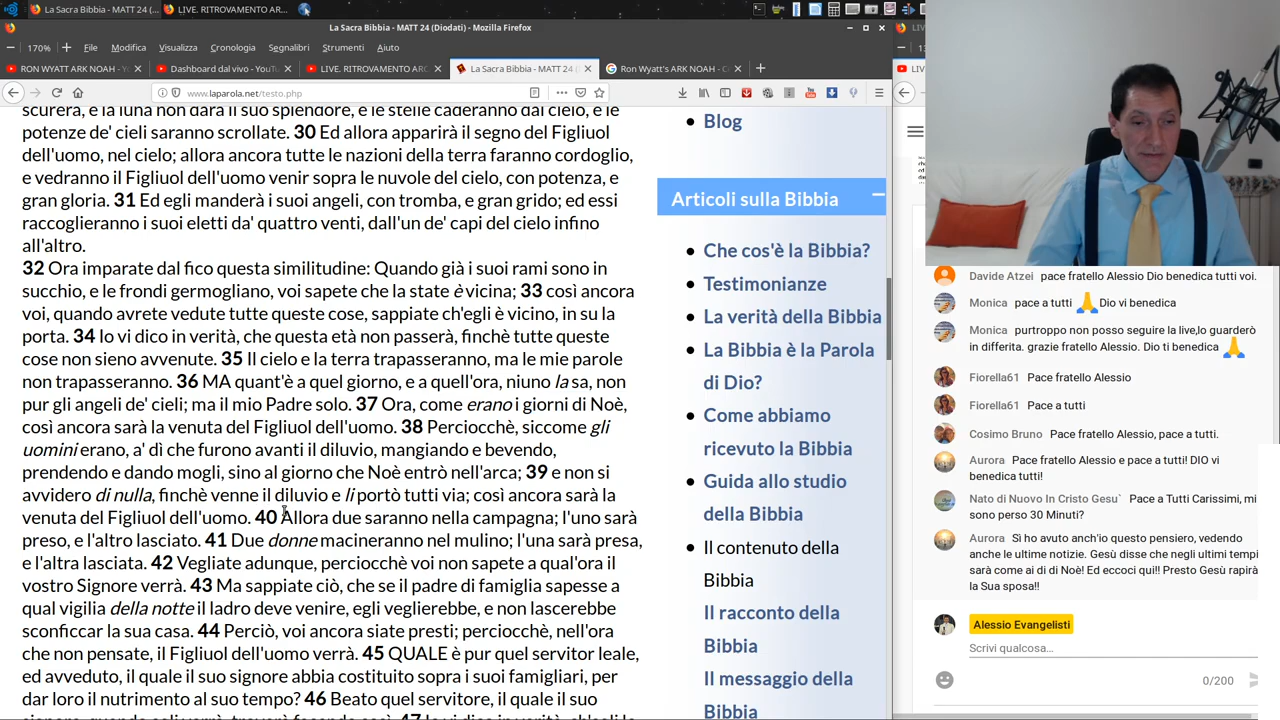 LIVE. RITROVAMENTO AR...
La Sacra Bibbia - MATT 24 (Diodati) - Mozilla Firefox
170% File Modifica Visualizza Cronologia Segnalibri Strumenti Aiuto
RON WYATT ARK NOAH - Y Dashboard dal vivo - YouTu LIVE. RITROVAMENTO ARC La Sacra Bibbia - MATT 24 ( Ron Wyatt's ARK NOAH - G
www.laparola.net/testo.php
scurerà, e la luna non darà il suo splendore, e le stelle caderanno dal cielo, e le
potenze de' cieli saranno scrollate. 30 Ed allora apparirà il segno del Figliuol
dell'uomo, nel cielo; allora ancora tutte le nazioni della terra faranno cordoglio,
e vedranno il Figliuol dell'uomo venir sopra le nuvole del cielo, con potenza, e
gran gloria. 31 Ed egli manderà i suoi angeli, con tromba, e gran grido; ed essi
raccoglieranno i suoi eletti da' quattro venti, dall'un de' capi del cielo infino
all'altro.
32 Ora imparate dal fico questa similitudine: Quando già i suoi rami sono in
succhio, e le frondi germogliano, voi sapete che la state è vicina; 33 così ancora
voi, quando avrete vedute tutte queste cose, sappiate ch'egli è vicino, in su la
porta. 34 Io vi dico in verità, che questa età non passerà, finchè tutte queste
cose non sieno avvenute. 35 Il cielo e la terra trapasseranno, ma le mie parole
non trapasseranno. 36 MA quant'è a quel giorno, e a quell'ora, niuno la sa, non
pur gli angeli de' cieli; ma il mio Padre solo. 37 Ora, come erano i giorni di Noè,
così ancora sarà la venuta del Figliuol dell'uomo. 38 Perciocchè, siccome gli
uomini erano, a' dì che furono avanti il diluvio, mangiando e bevendo,
prendendo e dando mogli, sino al giorno che Noè entrò nell'arca; 39 e non si
avvidero di nulla, finchè venne il diluvio e li portò tutti via; così ancora sarà la
venuta del Figliuol dell'uomo. 40 Allora due saranno nella campagna; l'uno sarà
preso, e l'altro lasciato. 41 Due donne macineranno nel mulino; l'una sarà presa,
e l'altra lasciata. 42 Vegliate adunque, perciocchè voi non sapete a qual'ora il
vostro Signore verrà. 43 Ma sappiate ciò, che se il padre di famiglia sapesse a
qual vigilia della notte il ladro deve venire, egli veglierebbe, e non lascerebbe
sconficcar la sua casa. 44 Perciò, voi ancora siate presti; perciocchè, nell'ora
che non pensate, il Figliuol dell'uomo verrà. 45 QUALE è pur quel servitor leale,
ed avveduto, il quale il suo signore abbia costituito sopra i suoi famigliari, per
dar loro il nutrimento al suo tempo? 46 Beato quel servitore, il quale il suo
Blog
Articoli sulla Bibbia
Che cos'è la Bibbia?
Testimonianze
La verità della Bibbia
La Bibbia è la Parola
di Dio?
Come abbiamo
ricevuto la Bibbia
Guida allo studio
della Bibbia
Il contenuto della
Bibbia
Il racconto della
Bibbia
Il messaggio della
Bibbia
Davide Atzei pace fratello Alessio Dio benedica tutti voi.
Monica pace a tutti 🙏Dio vi benedica
Monica purtroppo non posso seguire la live,lo guarderò
in differita. grazie fratello Alessio. Dio ti benedica 🙏
Fiorella61 Pace fratello Alessio
Fiorella61 Pace a tutti
Cosimo Bruno Pace fratello Alessio, pace a tutti.
Aurora Pace fratello Alessio e pace a tutti! DIO vi
benedica tutti!
Nato di Nuovo In Cristo Gesu` Pace a Tutti Carissimi, mi
sono perso 30 Minuti?
Aurora Sì ho avuto anch'io questo pensiero, vedendo
anche le ultime notizie. Gesù disse che negli ultimi tempi
sarà come ai di di Noè! Ed eccoci qui!! Presto Gesù rapirà
la Sua sposa!!
Alessio Evangelisti
Scrivi qualcosa...
0/200